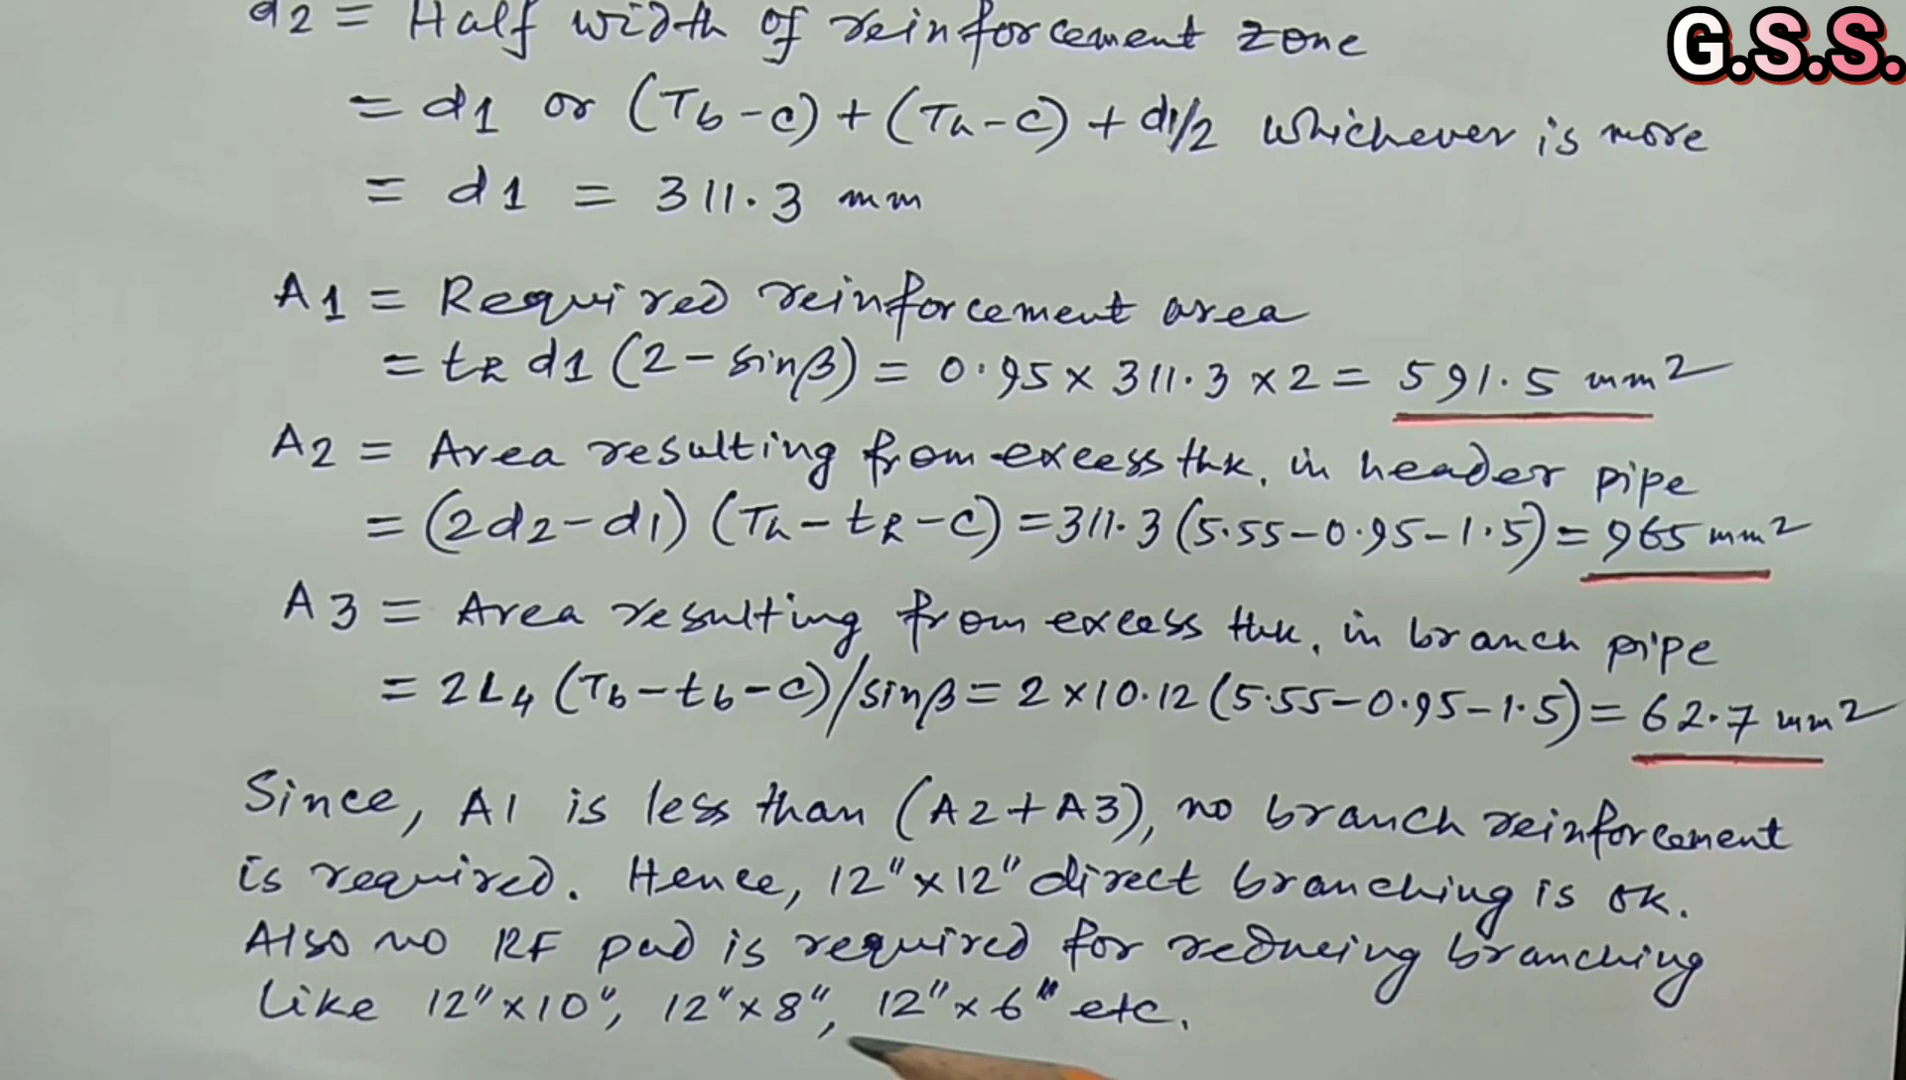 G.S.S.
d2 = Half width of reinforcement zone
= d1 or (Tb-c) + (Th-c) + d1/2 whichever is more
= d1 = 311.3 mm
A1 = Required reinforcement area
= tR d1 (2 - sinβ) = 0.95 x 311.3 x 2 = 591.5 mm2
A2 = Area resulting from excess thk. in header pipe
= (2d2-d1) (Th-tR-c) = 311.3 (5.55-0.95-1.5) = 965 mm2
A3 = Area resulting from excess thk. in branch pipe
= 2L4 (Tb-tb-c)/sinβ = 2 x 10.12 (5.55-0.95-1.5) = 62.7 mm2
Since, A1 is less than (A2+A3), no branch reinforcement
is required. Hence, 12"x12" direct branching is ok.
Also no RF pad is required for reducing branching
like 12"x10", 12"x8", 12"x6" etc.